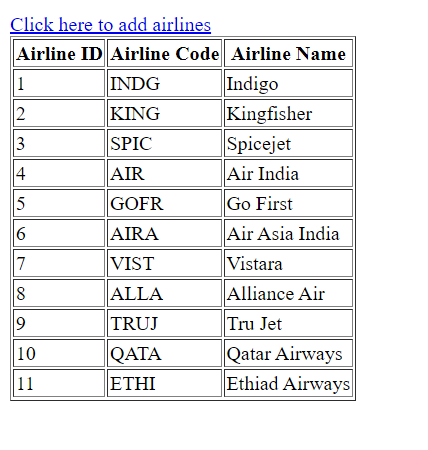 Click here to add airlines
Airline ID Airline Code Airline Name
1 INDG Indigo
2 KING Kingfisher
3 SPIC Spicejet
4 AIR Air India
5 GOFR Go First
6 AIRA Air Asia India
7 VIST Vistara
8 ALLA Alliance Air
9 TRUJ Tru Jet
10 QATA Qatar Airways
11 ETHI Ethiad Airways